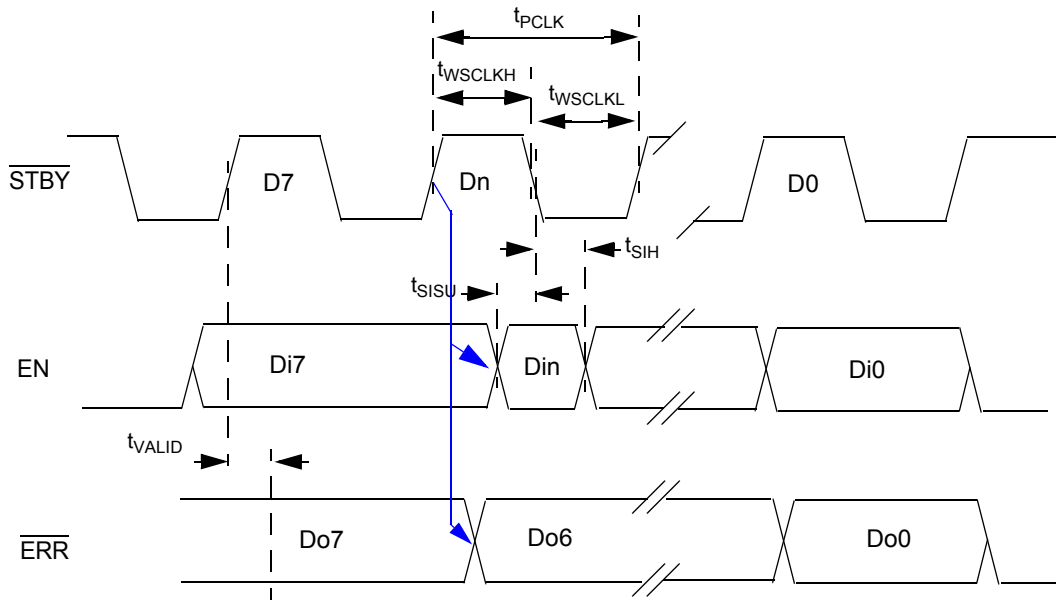 tPCLK
tWSCLKH
tWSCLKL
STBY
D7
Dn
D0
tSIH
tSISU
EN
Di7
Din
Di0
tVALID
ERR
Do7
Do6
Do0